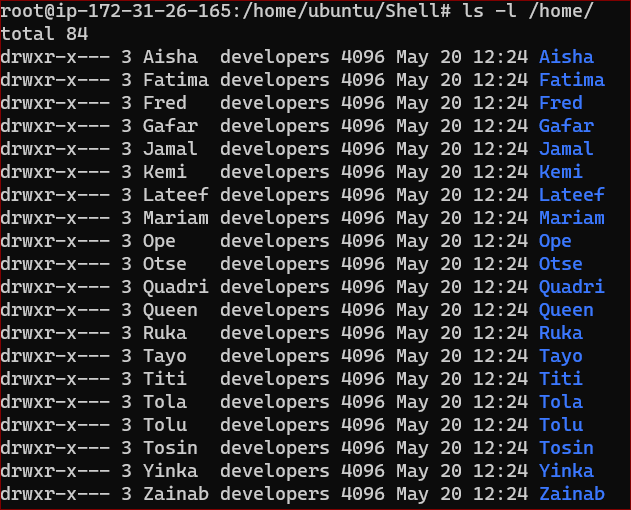 root@ip-172-31-26-165:/home/ubuntu/Shell# ls -l /home/
total 84
drwxr-x--- 3 Aisha  developers 4096 May 20 12:24 Aisha
drwxr-x--- 3 Fatima developers 4096 May 20 12:24 Fatima
drwxr-x--- 3 Fred   developers 4096 May 20 12:24 Fred
drwxr-x--- 3 Gafar  developers 4096 May 20 12:24 Gafar
drwxr-x--- 3 Jamal  developers 4096 May 20 12:24 Jamal
drwxr-x--- 3 Kemi   developers 4096 May 20 12:24 Kemi
drwxr-x--- 3 Lateef developers 4096 May 20 12:24 Lateef
drwxr-x--- 3 Mariam developers 4096 May 20 12:24 Mariam
drwxr-x--- 3 Ope    developers 4096 May 20 12:24 Ope
drwxr-x--- 3 Otse   developers 4096 May 20 12:24 Otse
drwxr-x--- 3 Quadri developers 4096 May 20 12:24 Quadri
drwxr-x--- 3 Queen  developers 4096 May 20 12:24 Queen
drwxr-x--- 3 Ruka   developers 4096 May 20 12:24 Ruka
drwxr-x--- 3 Tayo   developers 4096 May 20 12:24 Tayo
drwxr-x--- 3 Titi   developers 4096 May 20 12:24 Titi
drwxr-x--- 3 Tola   developers 4096 May 20 12:24 Tola
drwxr-x--- 3 Tolu   developers 4096 May 20 12:24 Tolu
drwxr-x--- 3 Tosin  developers 4096 May 20 12:24 Tosin
drwxr-x--- 3 Yinka  developers 4096 May 20 12:24 Yinka
drwxr-x--- 3 Zainab developers 4096 May 20 12:24 Zainab